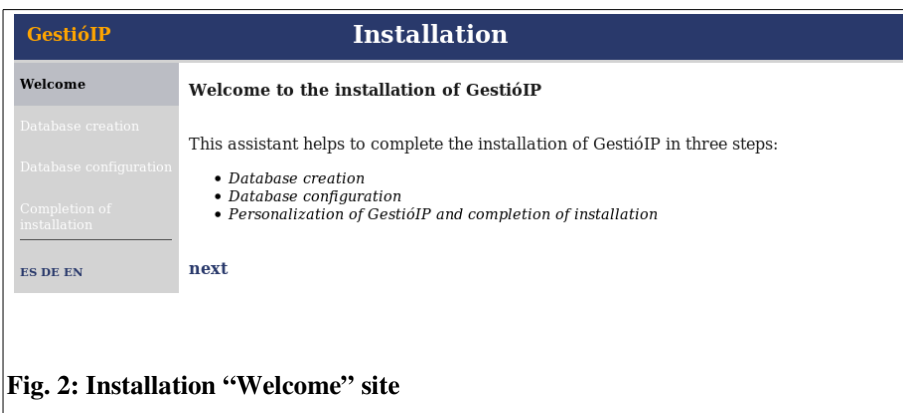 GestióIP
Installation
Welcome
Database creation
Database configuration
Completion of
installation
ES DE EN
Welcome to the installation of GestióIP
This assistant helps to complete the installation of GestióIP in three steps:
• Database creation
• Database configuration
• Personalization of GestióIP and completion of installation
next
Fig. 2: Installation “Welcome” site